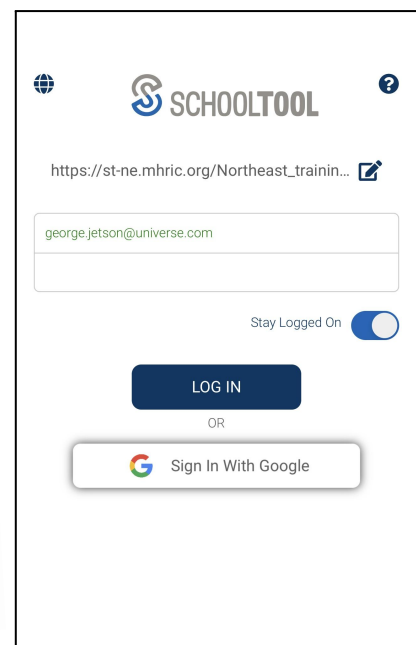 SCHOOLTOOL
https://st-ne.mhric.org/Northeast_trainin...
george.jetson@universe.com
Stay Logged On
LOG IN
OR
G Sign In With Google